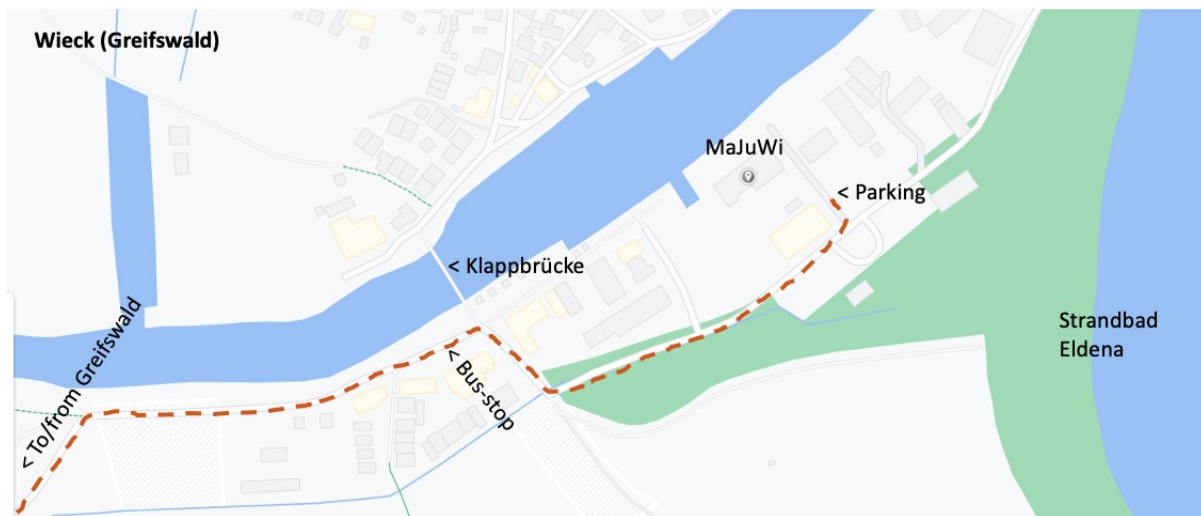 Wieck (Greifswald)
MaJuWi
< Parking
< Klappbrücke
Strandbad
Eldena
< To/from Greifswald
< Bus-stop